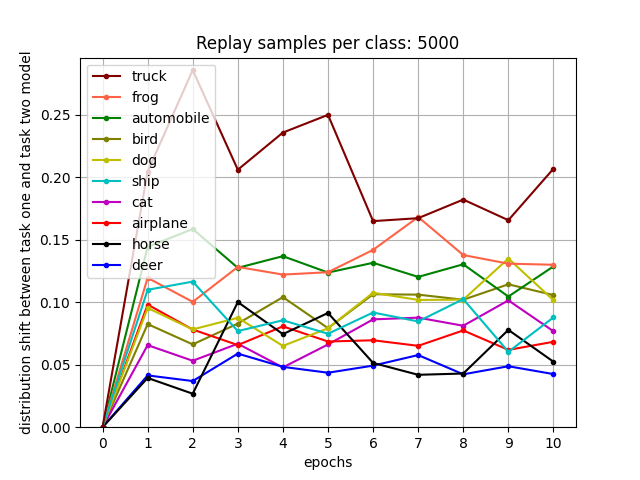 Replay samples per class: 5000
distribution shift between task one and task two model
0.25
0.20
0.15
0.10
0.05
0.00
truck
frog
automobile
bird
dog
ship
cat
airplane
horse
deer
0 1 2 3 4 5 6 7 8 9 10
epochs